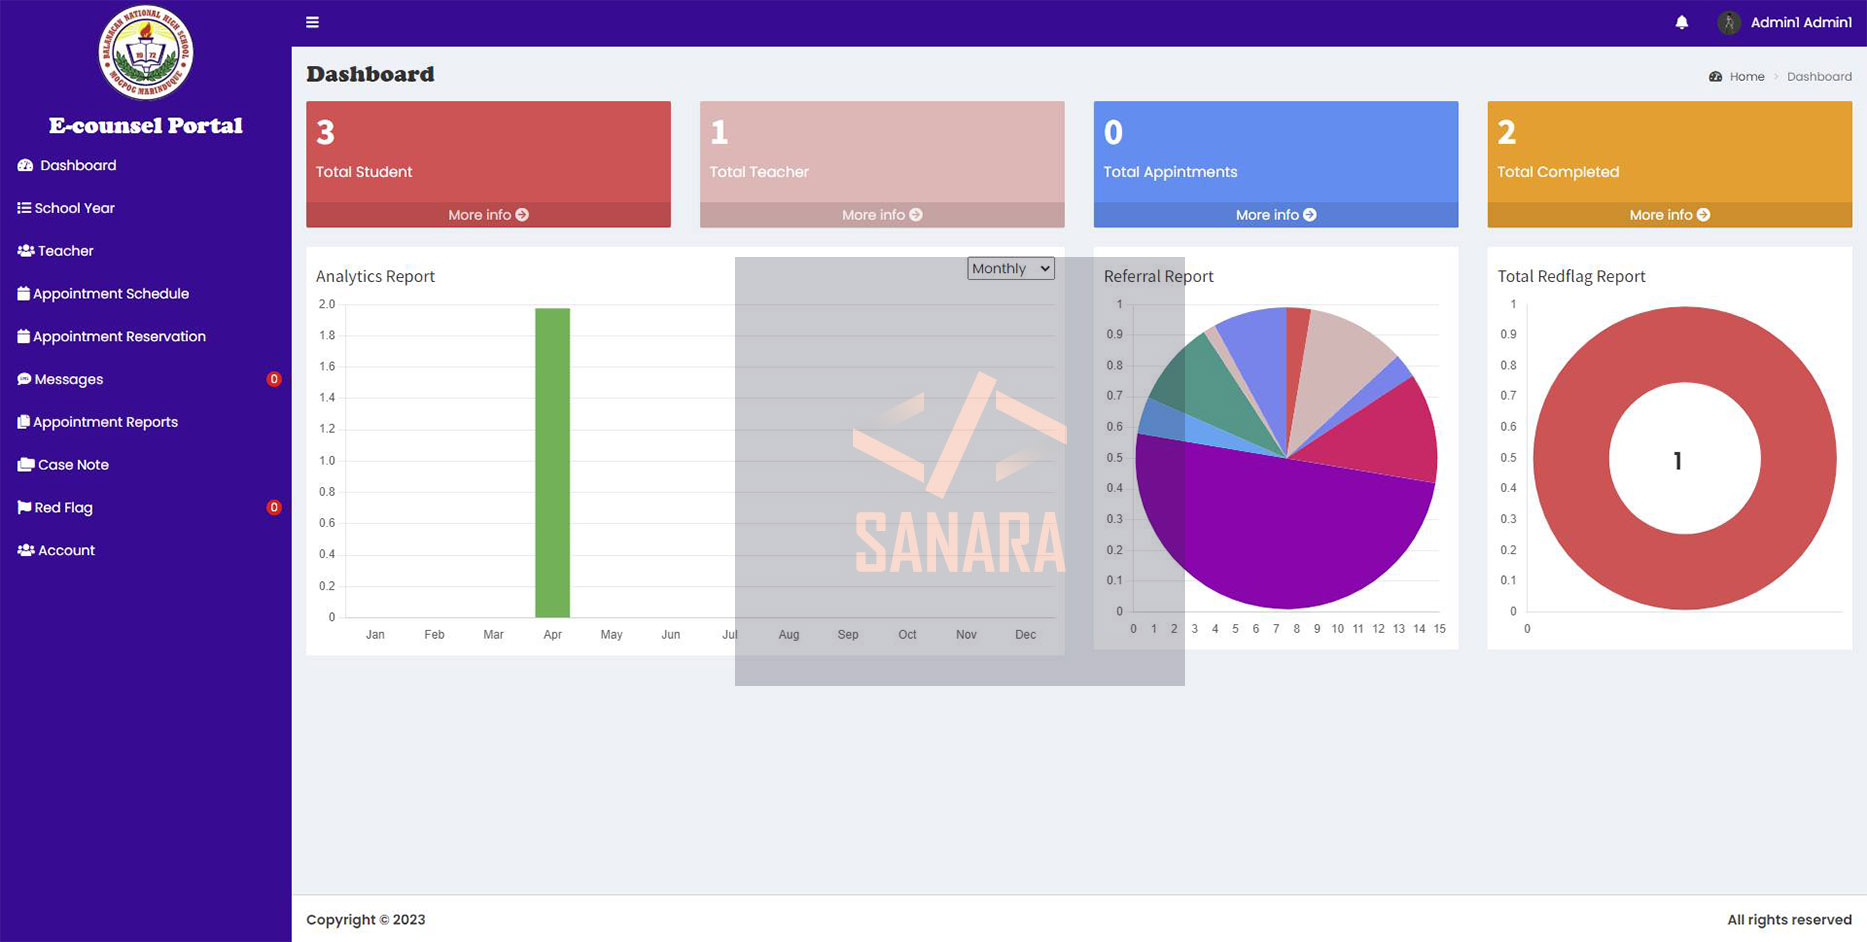 BALANACAN NATIONAL HIGH SCHOOL
19 72
MOGPOG MARINDUQUE
E-counsel Portal
Dashboard
School Year
Teacher
Appointment Schedule
Appointment Reservation
Messages 0
Appointment Reports
Case Note
Red Flag 0
Account
Admin1 Admin1
Dashboard
Home > Dashboard
3
Total Student
More info
1
Total Teacher
More info
0
Total Appintments
More info
2
Total Completed
More info
Analytics Report
Monthly
2.0
1.8
1.6
1.4
1.2
1.0
0.8
0.6
0.4
0.2
0
Jan Feb Mar Apr May Jun Jul Aug Sep Oct Nov Dec
</>
SANARA
Referral Report
1
0.9
0.8
0.7
0.6
0.5
0.4
0.3
0.2
0.1
0
0 1 2 3 4 5 6 7 8 9 10 11 12 13 14 15
Total Redflag Report
1
0.9
0.8
0.7
0.6
0.5
0.4
0.3
0.2
0.1
0
0
1
Copyright © 2023
All rights reserved